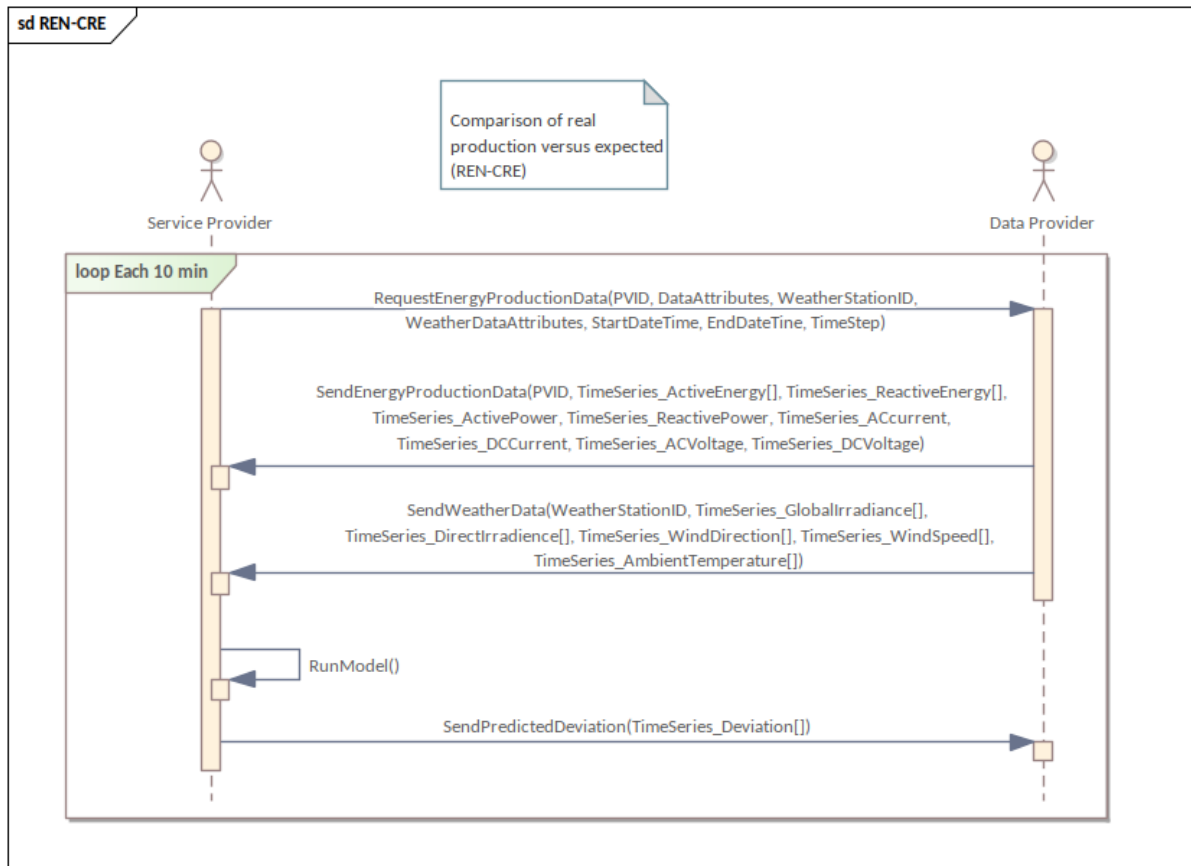 sd REN-CRE
Comparison of real
production versus expected
(REN-CRE)
Service Provider
Data Provider
loop Each 10 min
RequestEnergyProductionData(PVID, DataAttributes, WeatherStationID,
WeatherDataAttributes, StartDateTime, EndDateTine, TimeStep)
SendEnergyProductionData(PVID, TimeSeries_ActiveEnergy[], TimeSeries_ReactiveEnergy[],
TimeSeries_ActivePower, TimeSeries_ReactivePower, TimeSeries_ACcurrent,
TimeSeries_DCCurrent, TimeSeries_ACVoltage, TimeSeries_DCVoltage)
SendWeatherData(WeatherStationID, TimeSeries_GlobalIrradiance[],
TimeSeries_DirectIrradience[], TimeSeries_WindDirection[], TimeSeries_WindSpeed[],
TimeSeries_AmbientTemperature[])
RunModel()
SendPredictedDeviation(TimeSeries_Deviation[])